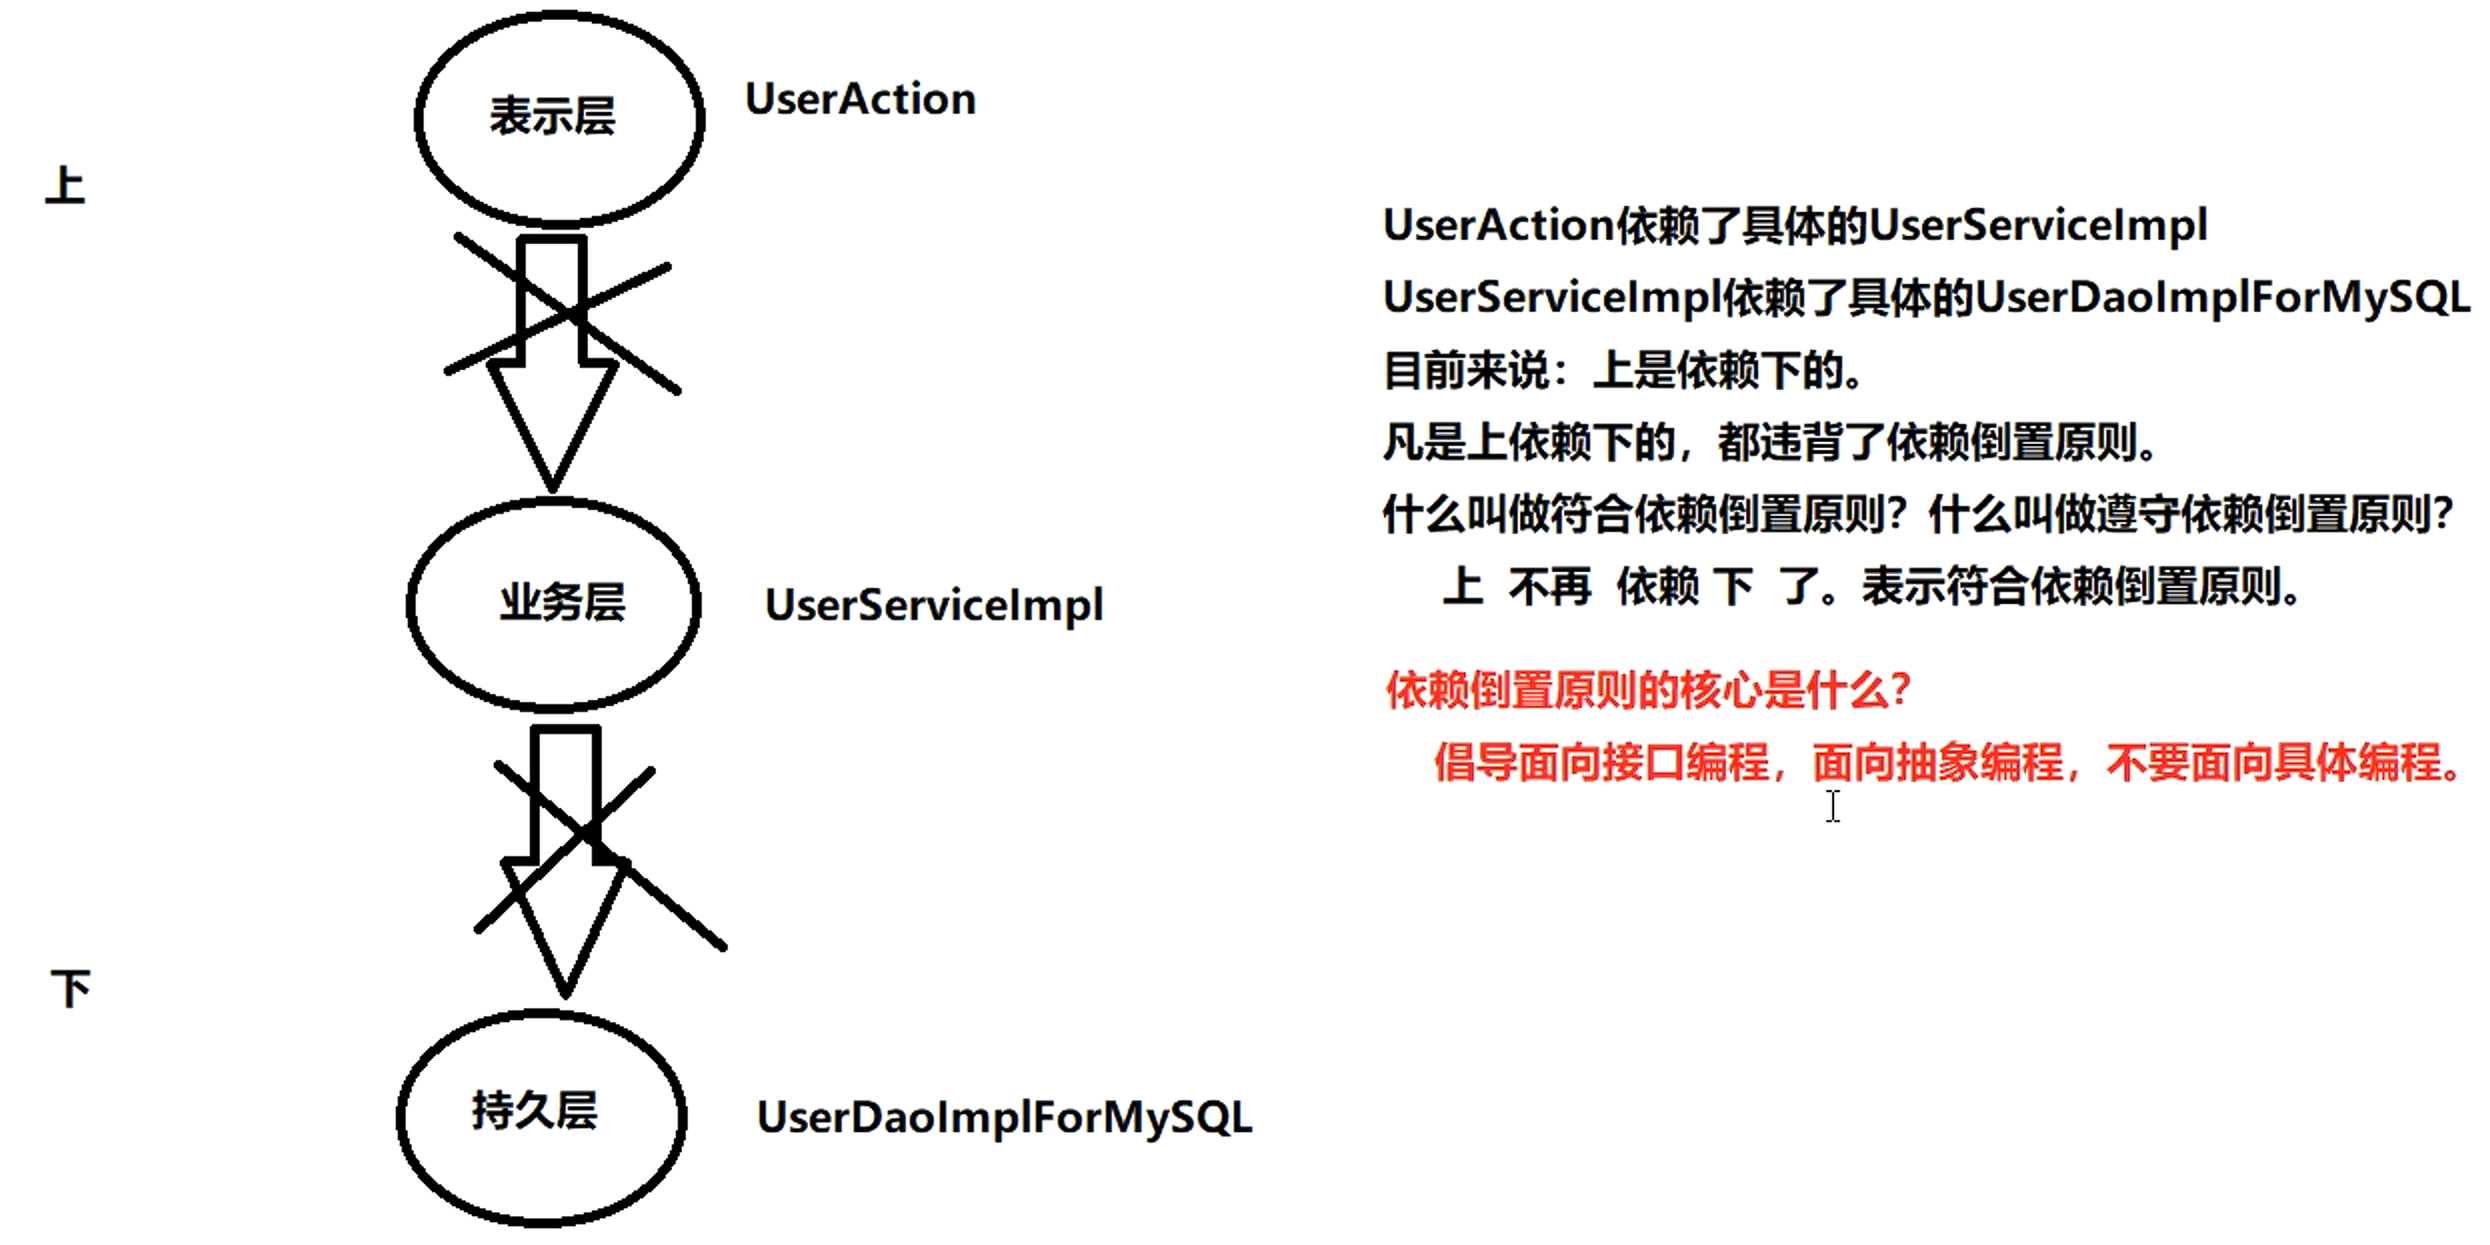 表示层
UserAction
上
业务层
UserServiceImpl
下
持久层
UserDaoImplForMySQL
UserAction依赖了具体的UserServiceImpl
UserServiceImpl依赖了具体的UserDaoImplForMySQL
目前来说：上是依赖下的。
凡是上依赖下的，都违背了依赖倒置原则。
什么叫做符合依赖倒置原则？什么叫做遵守依赖倒置原则？
上 不再 依赖 下 了。表示符合依赖倒置原则。
依赖倒置原则的核心是什么？
倡导面向接口编程，面向抽象编程，不要面向具体编程。